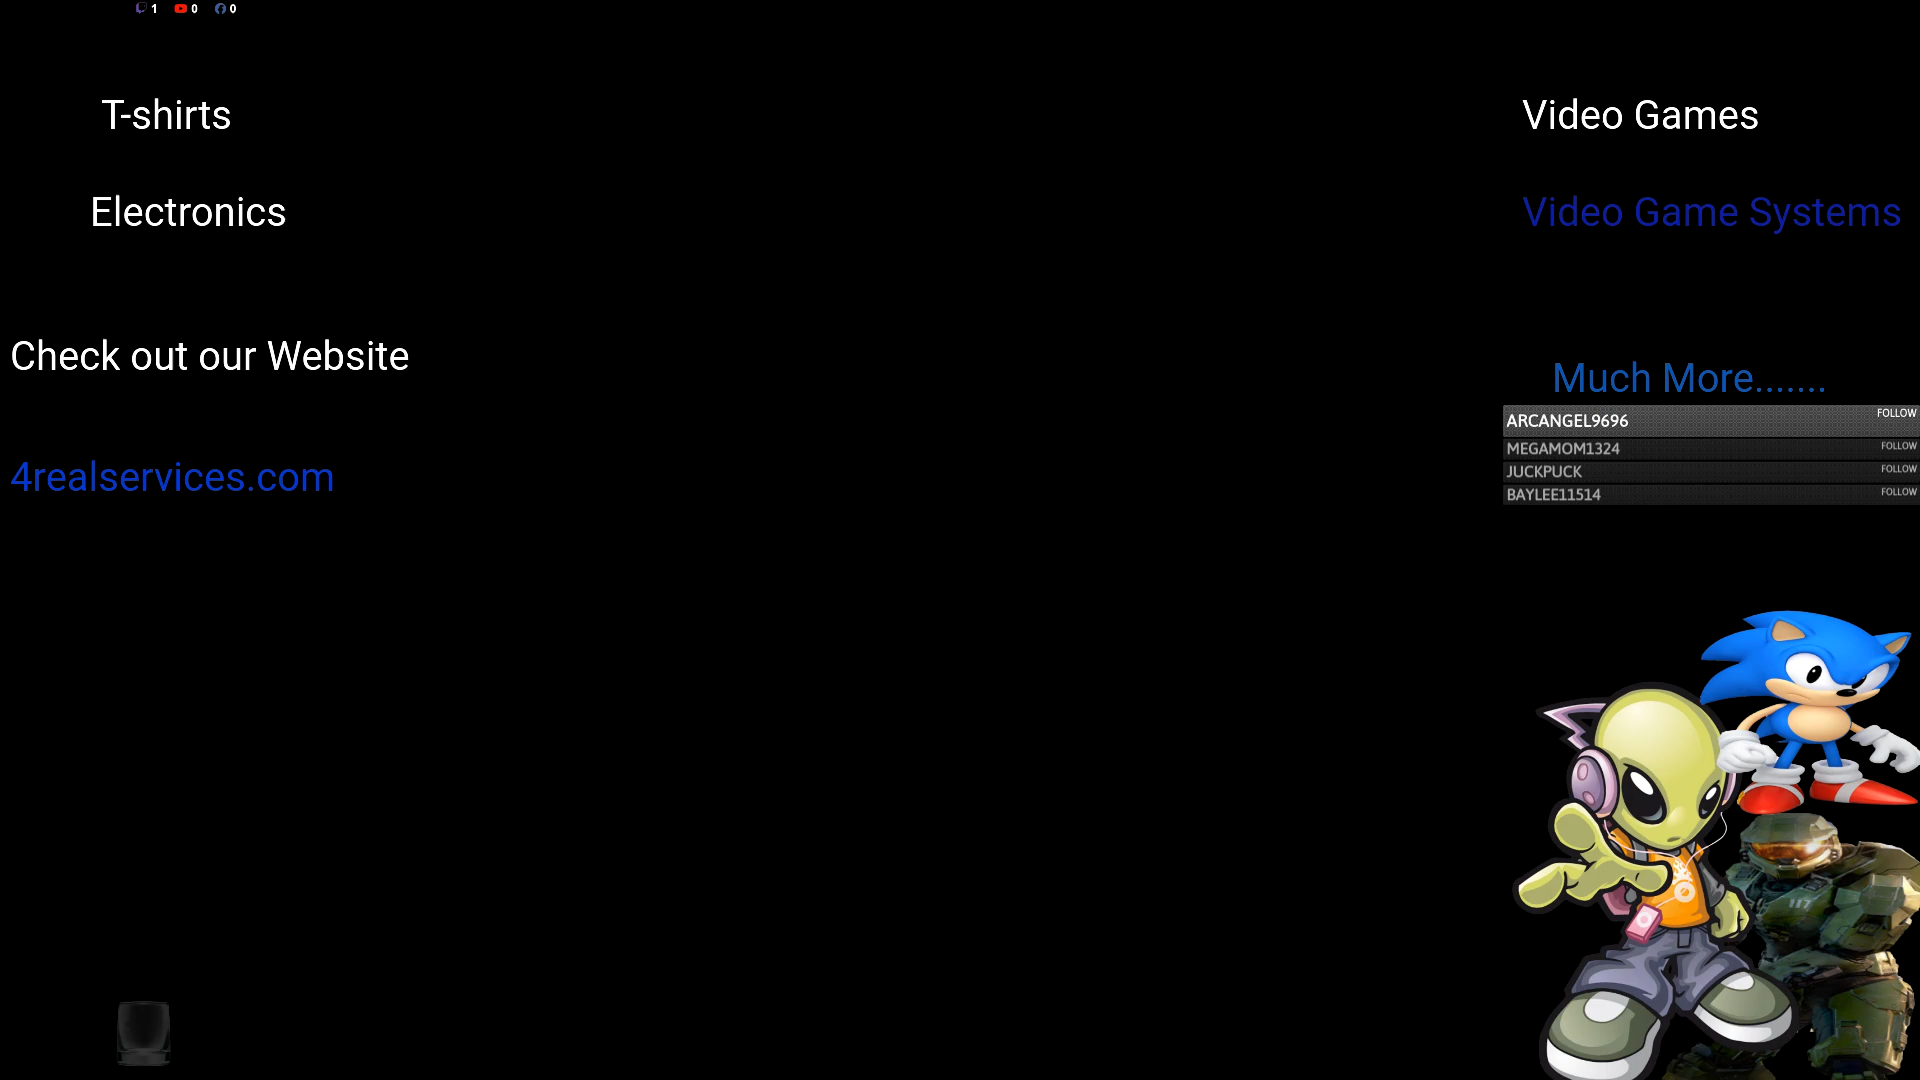 1 0 0
T-shirts
Video Games
Electronics
Video Game Systems
Check out our Website
Much More.......
ARCANGEL9696 FOLLOW
MEGAMOM1324 FOLLOW
JUCKPUCK FOLLOW
BAYLEE11514 FOLLOW
4realservices.com
117